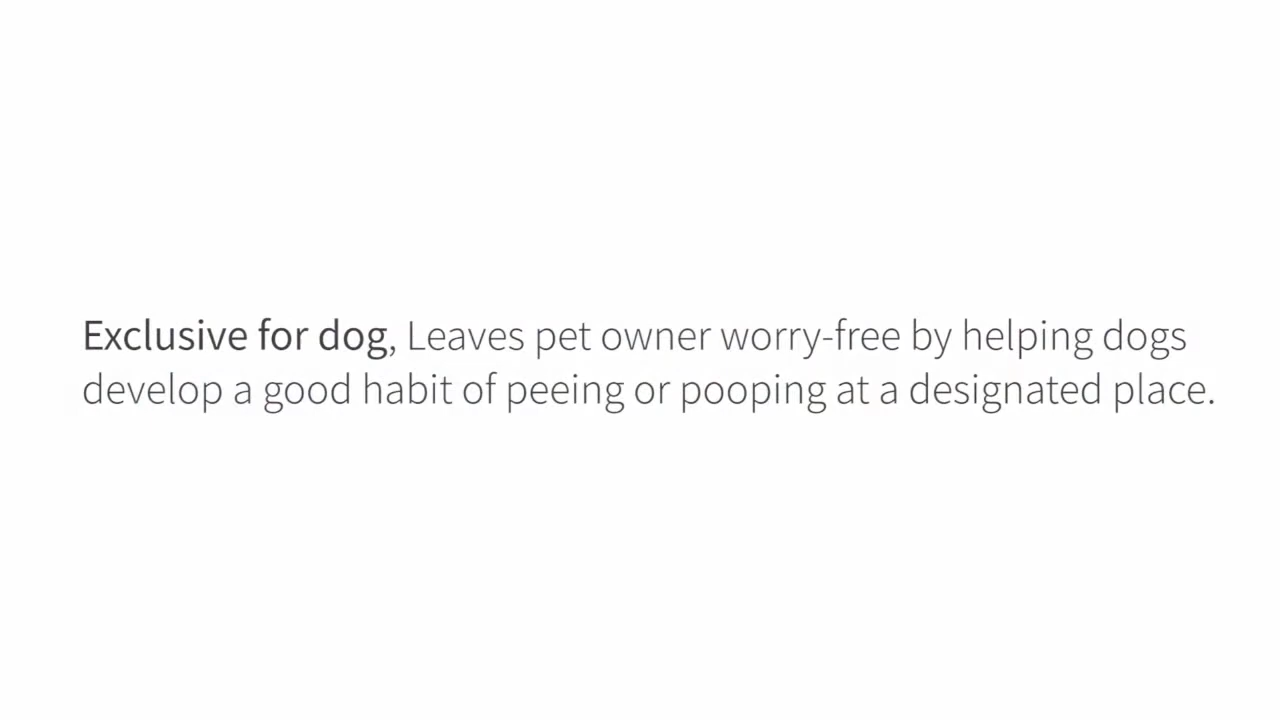 Exclusive for dog, Leaves pet owner worry-free by helping dogs
develop a good habit of peeing or pooping at a designated place.